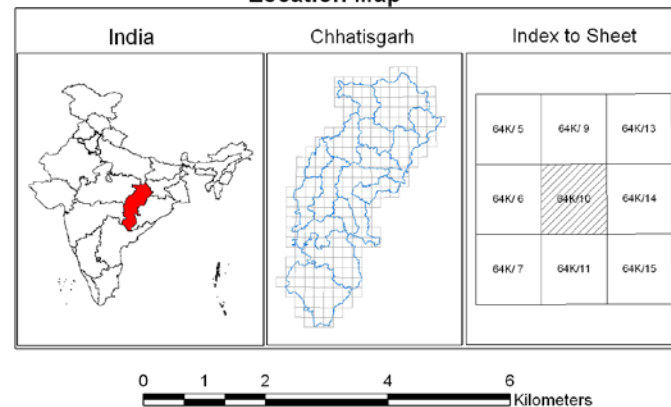 Location Map
India
Chhatisgarh
Index to Sheet
64K/ 5 64K/ 9 64K/13
64K/ 6 64K/10 64K/14
64K/ 7 64K/11 64K/15
0 1 2 4 6
Kilometers